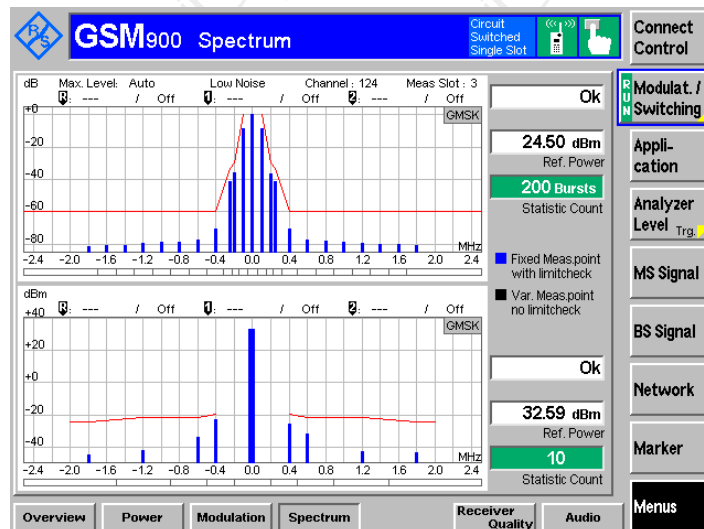 R&S
GSM900 Spectrum
Circuit
Switched
Single Slot
Connect
Control
dB Max. Level: Auto Low Noise Channel : 124 Meas Slot : 3
R: --- / Off 1: --- / Off 2: --- / Off
GMSK
+0
-20
-40
-60
-80
MHz
-2.4 -2.0 -1.6 -1.2 -0.8 -0.4 0.0 0.4 0.8 1.2 1.6 2.0 2.4
Ok
24.50 dBm
Ref. Power
200 Bursts
Statistic Count
Fixed Meas.point
with limitcheck
Var. Meas.point
no limitcheck
dBm
R: --- / Off 1: --- / Off 2: --- / Off
GMSK
+40
+20
+0
-20
-40
MHz
-2.4 -2.0 -1.6 -1.2 -0.8 -0.4 0.0 0.4 0.8 1.2 1.6 2.0 2.4
Ok
32.59 dBm
Ref. Power
10
Statistic Count
RUN
Modulat. /
Switching
Appli-
cation
Analyzer
Level Trg.
MS Signal
BS Signal
Network
Marker
Menus
Overview Power Modulation Spectrum Receiver
Quality Audio